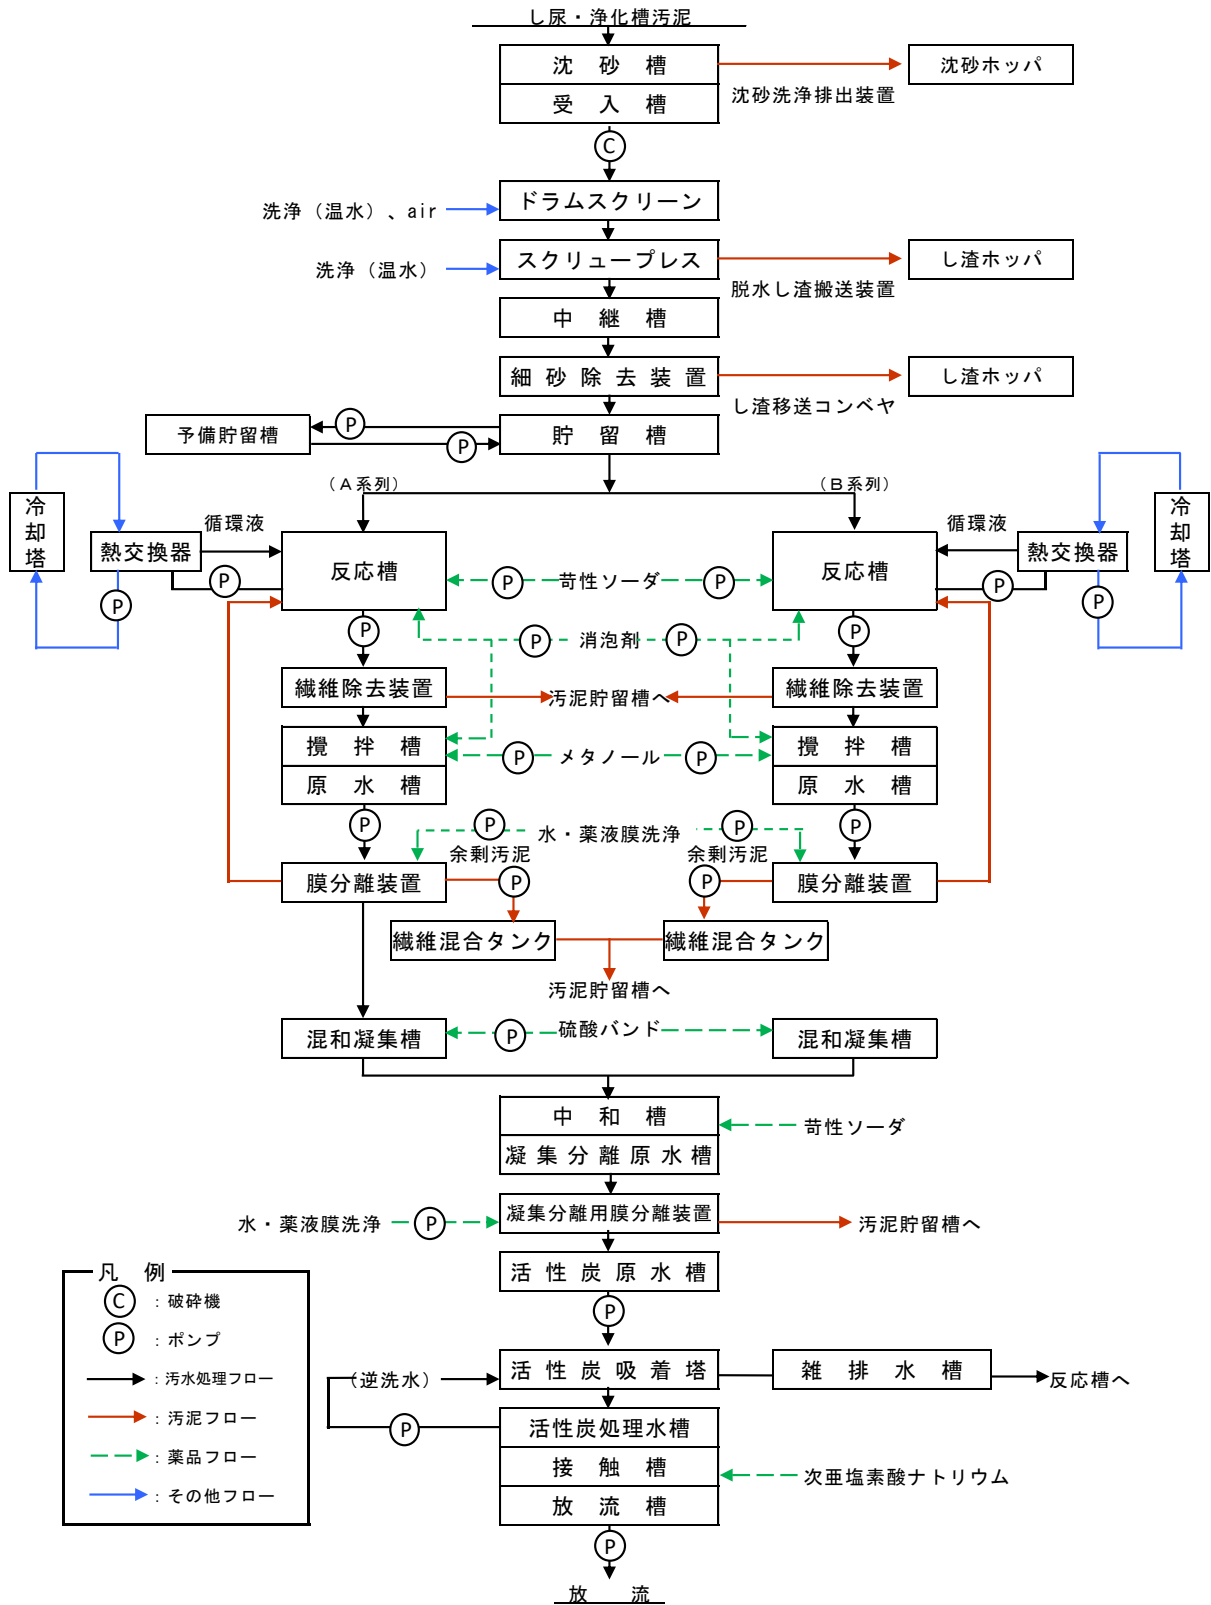 し尿・浄化槽汚泥
沈砂槽
沈砂ホッパ
受入槽
沈砂洗浄排出装置
C
洗浄（温水）、air
ドラムスクリーン
洗浄（温水）
スクリュープレス
し渣ホッパ
脱水し渣搬送装置
中継槽
細砂除去装置
し渣ホッパ
し渣移送コンベヤ
予備貯留槽
P
P
貯留槽
（Ａ系列）
（Ｂ系列）
冷却塔
熱交換器
循環液
P
P
反応槽
P
苛性ソーダ
P
反応槽
循環液
P
P
熱交換器
冷却塔
P
P
消泡剤
P
P
繊維除去装置
汚泥貯留槽へ
繊維除去装置
攪拌槽
P
メタノール
P
攪拌槽
原水槽
原水槽
P
P
水・薬液膜洗浄
P
P
余剰汚泥
余剰汚泥
膜分離装置
P
P
膜分離装置
繊維混合タンク
繊維混合タンク
汚泥貯留槽へ
混和凝集槽
P
硫酸バンド
混和凝集槽
中和槽
苛性ソーダ
凝集分離原水槽
水・薬液膜洗浄
P
凝集分離用膜分離装置
汚泥貯留槽へ
活性炭原水槽
P
（逆洗水）
活性炭吸着塔
雑排水槽
反応槽へ
P
活性炭処理水槽
接触槽
次亜塩素酸ナトリウム
放流槽
P
放流
凡例
C：破砕機
P：ポンプ
：汚水処理フロー
：汚泥フロー
：薬品フロー
：その他フロー